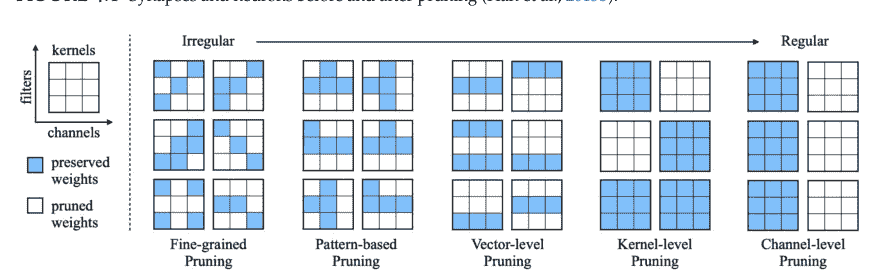 Irregular
Regular
kernels
filters
channels
preserved
weights
pruned
weights
Fine-grained
Pruning
Pattern-based
Pruning
Vector-level
Pruning
Kernel-level
Pruning
Channel-level
Pruning